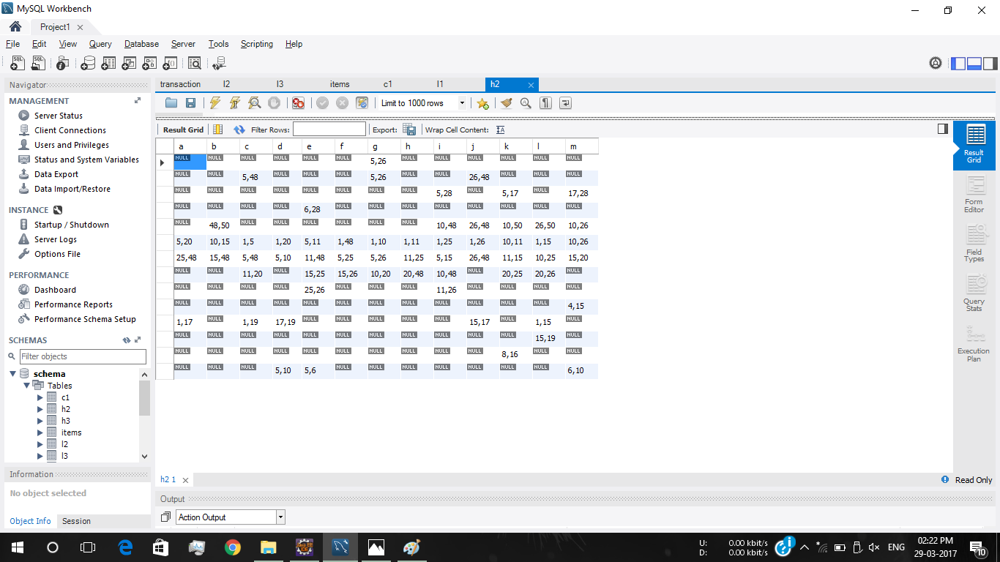 MySQL Workbench
Project1
File Edit View Query Database Server Tools Scripting Help
Navigator
MANAGEMENT
Server Status
Client Connections
Users and Privileges
Status and System Variables
Data Export
Data Import/Restore
INSTANCE
Startup / Shutdown
Server Logs
Options File
PERFORMANCE
Dashboard
Performance Reports
Performance Schema Setup
SCHEMAS
Filter objects
schema
Tables
c1
h2
h3
items
l2
l3
Information
No object selected
Object Info Session
transaction l2 l3 items c1 l1 h2
Limit to 1000 rows
Result Grid Filter Rows: Export: Wrap Cell Content:
a b c d e f g h i j k l m
NULL NULL NULL NULL NULL NULL 5,26 NULL NULL NULL NULL NULL NULL
NULL NULL 5,48 NULL NULL NULL 5,26 NULL NULL 26,48 NULL NULL NULL
NULL NULL NULL NULL NULL NULL NULL NULL 5,28 NULL 5,17 NULL 17,28
NULL NULL NULL NULL 6,28 NULL NULL NULL NULL NULL NULL NULL NULL
NULL 48,50 NULL NULL NULL NULL NULL NULL 10,48 26,48 10,50 26,50 10,26
5,20 10,15 1,5 1,20 5,11 1,48 1,10 1,11 1,25 1,26 10,11 1,15 10,26
25,48 15,48 5,48 5,10 11,48 5,25 5,26 11,25 5,15 26,48 11,15 10,25 15,20
NULL NULL 11,20 NULL 15,25 15,26 10,20 20,48 10,48 NULL 20,25 20,26 NULL
NULL NULL NULL NULL 25,26 NULL NULL NULL 11,26 NULL NULL NULL NULL
NULL NULL NULL NULL NULL NULL NULL NULL NULL NULL NULL NULL 4,15
1,17 NULL 1,19 17,19 NULL NULL NULL NULL NULL 15,17 NULL 1,15 NULL
NULL NULL NULL NULL NULL NULL NULL NULL NULL NULL NULL 15,19 NULL
NULL NULL NULL NULL NULL NULL NULL NULL NULL NULL 8,16 NULL NULL
NULL NULL NULL 5,10 5,6 NULL NULL NULL NULL NULL NULL NULL 6,10
Result
Grid
Form
Editor
Field
Types
Query
Stats
Execution
Plan
h2 1
Read Only
Output
Action Output
U: 0.00 kbit/s
D: 0.00 kbit/s
ENG
02:22 PM
29-03-2017
10